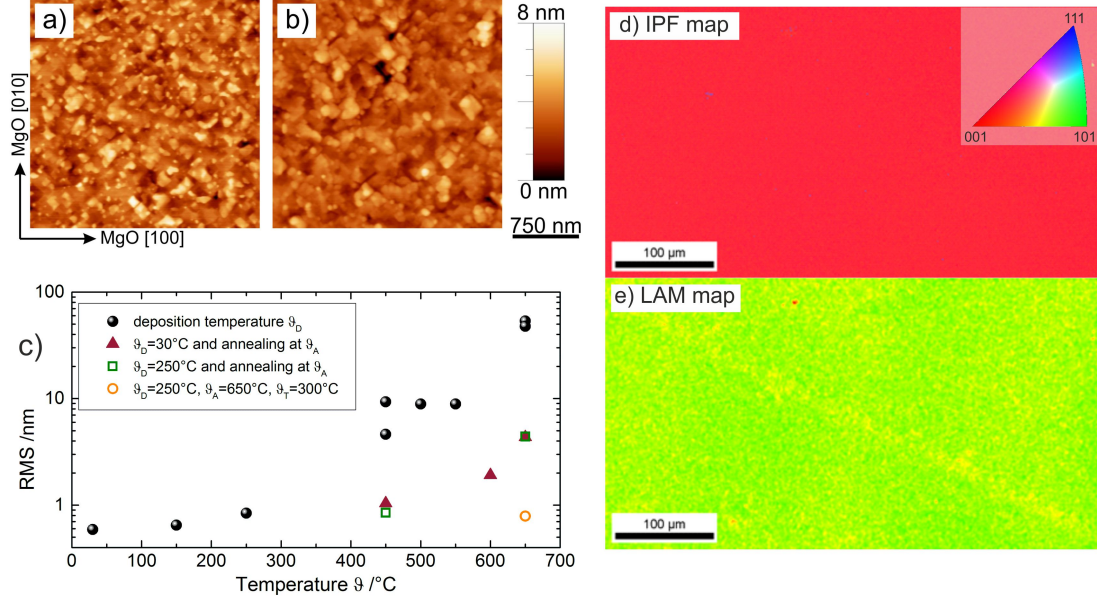 a)
b)
8 nm
0 nm
750 nm
MgO [010]
MgO [100]
c)
100
10
1
RMS /nm
deposition temperature ϑD
ϑD=30°C and annealing at ϑA
ϑD=250°C and annealing at ϑA
ϑD=250°C, ϑA=650°C, ϑT=300°C
0 100 200 300 400 500 600 700
Temperature ϑ /°C
d) IPF map
111
001
101
100 µm
e) LAM map
100 µm